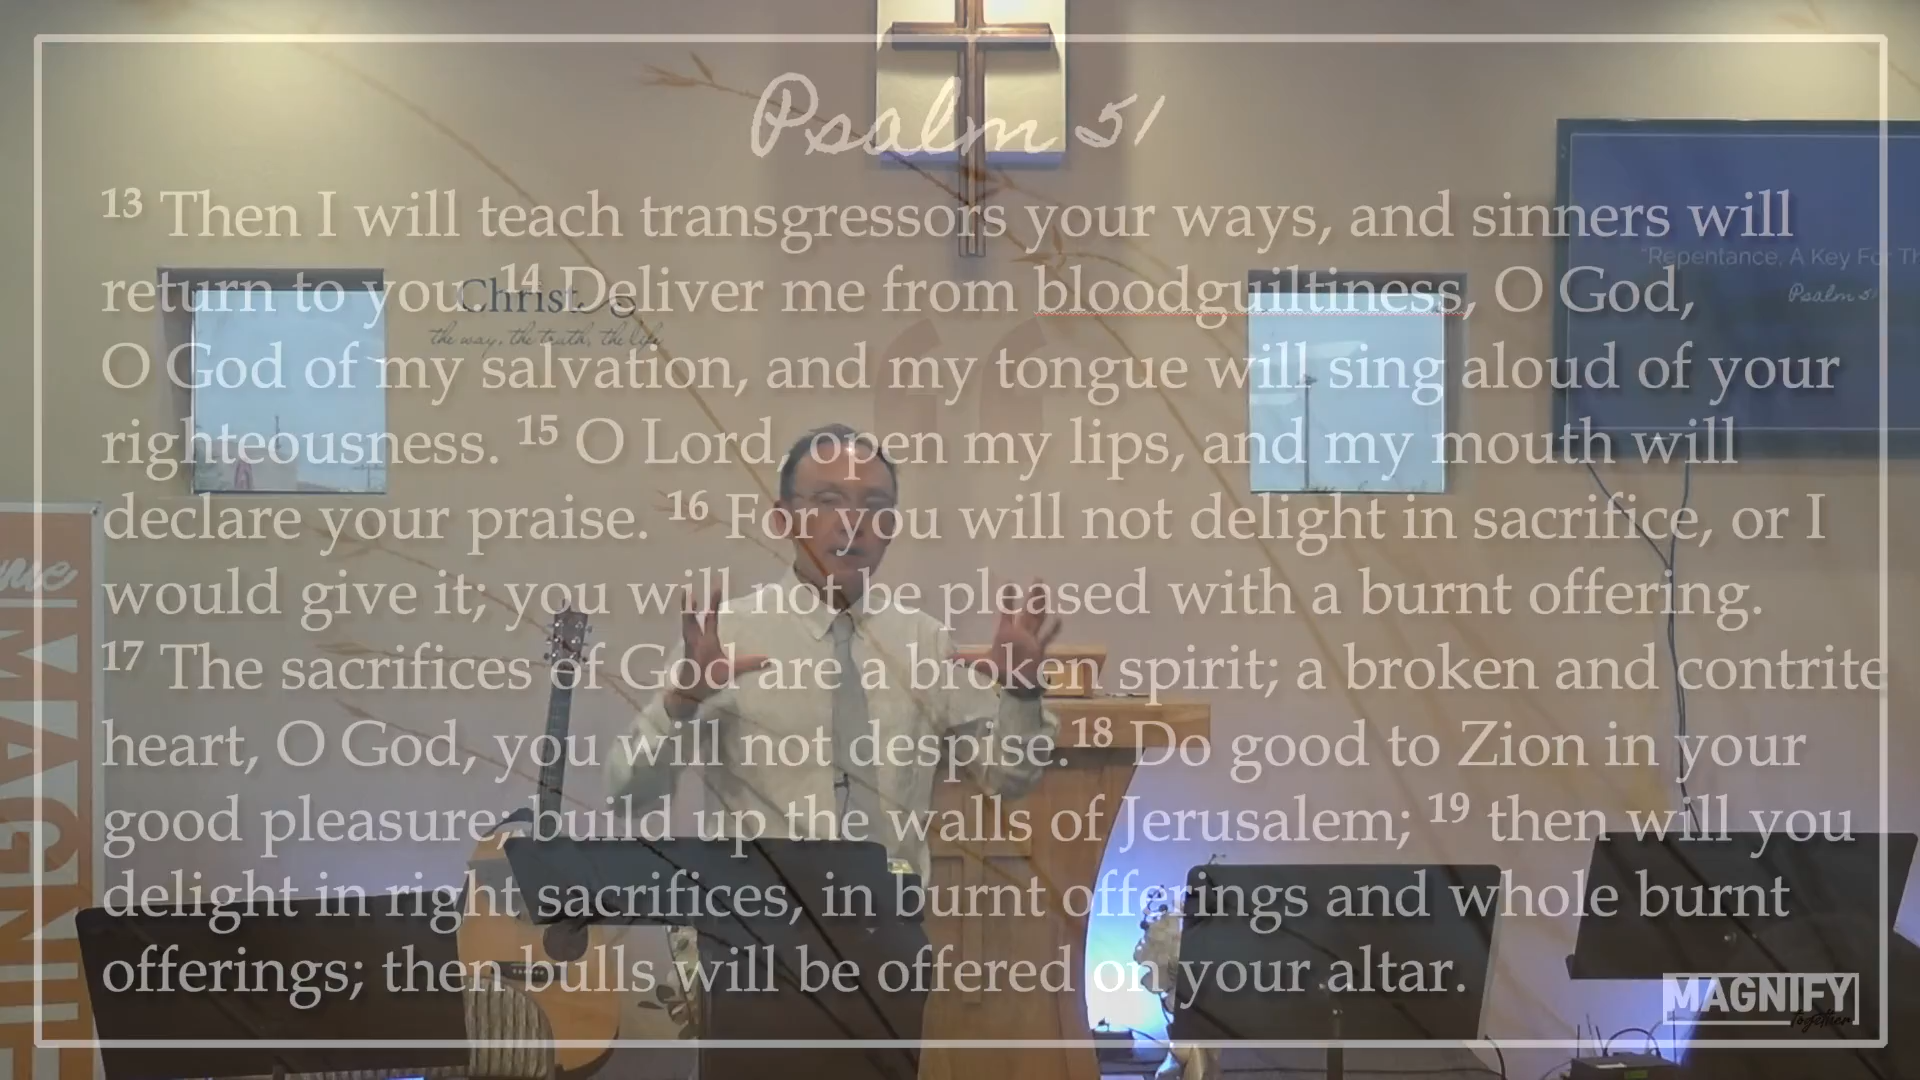 Psalm 51
13 Then I will teach transgressors your ways, and sinners will
return to you. 14 Deliver me from bloodguiltiness, O God,
O God of my salvation, and my tongue will sing aloud of your
righteousness. 15 O Lord, open my lips, and my mouth will
declare your praise. 16 For you will not delight in sacrifice, or I
would give it; you will not be pleased with a burnt offering.
17 The sacrifices of God are a broken spirit; a broken and contrite
heart, O God, you will not despise. 18 Do good to Zion in your
good pleasure; build up the walls of Jerusalem; 19 then will you
delight in right sacrifices, in burnt offerings and whole burnt
offerings; then bulls will be offered on your altar.
Christ
the way, the truth, the life
"Repentance, A Key For Th
Psalm 51
me
MAGNIF
MAGNIFY
together